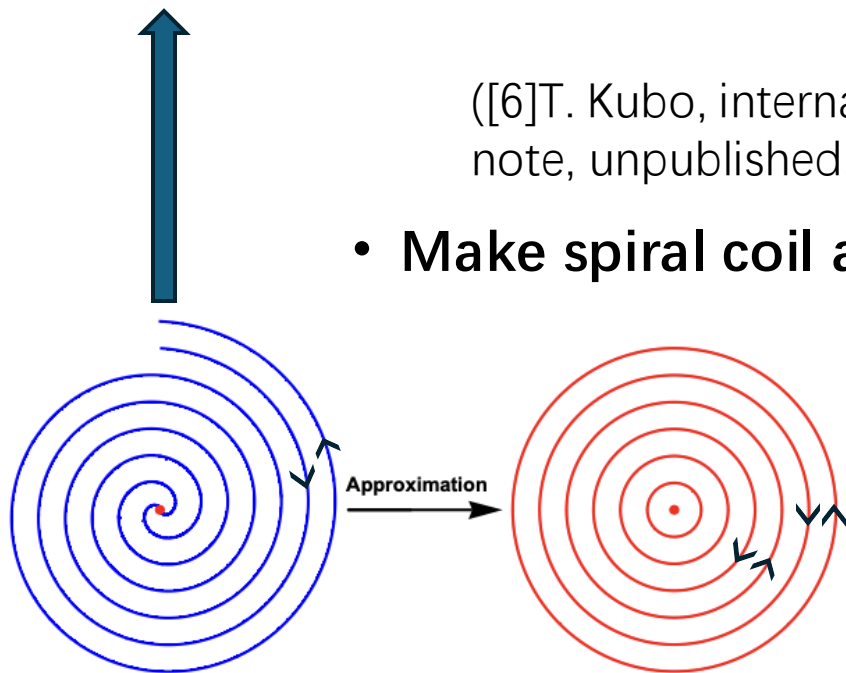 ([6]T. Kubo, interna
note, unpublished
• Make spiral coil a
Approximation